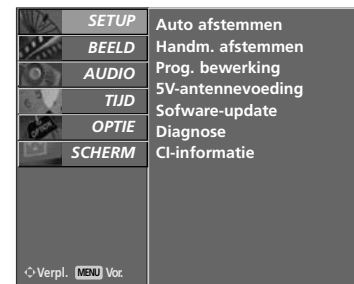 SETUP
BEELD
AUDIO
TIJD
OPTIE
SCHERM
Verpl. MENU Vor.
Auto afstemmen
Handm. afstemmen
Prog. bewerking
5V-antennevoeding
Sofware-update
Diagnose
CI-informatie